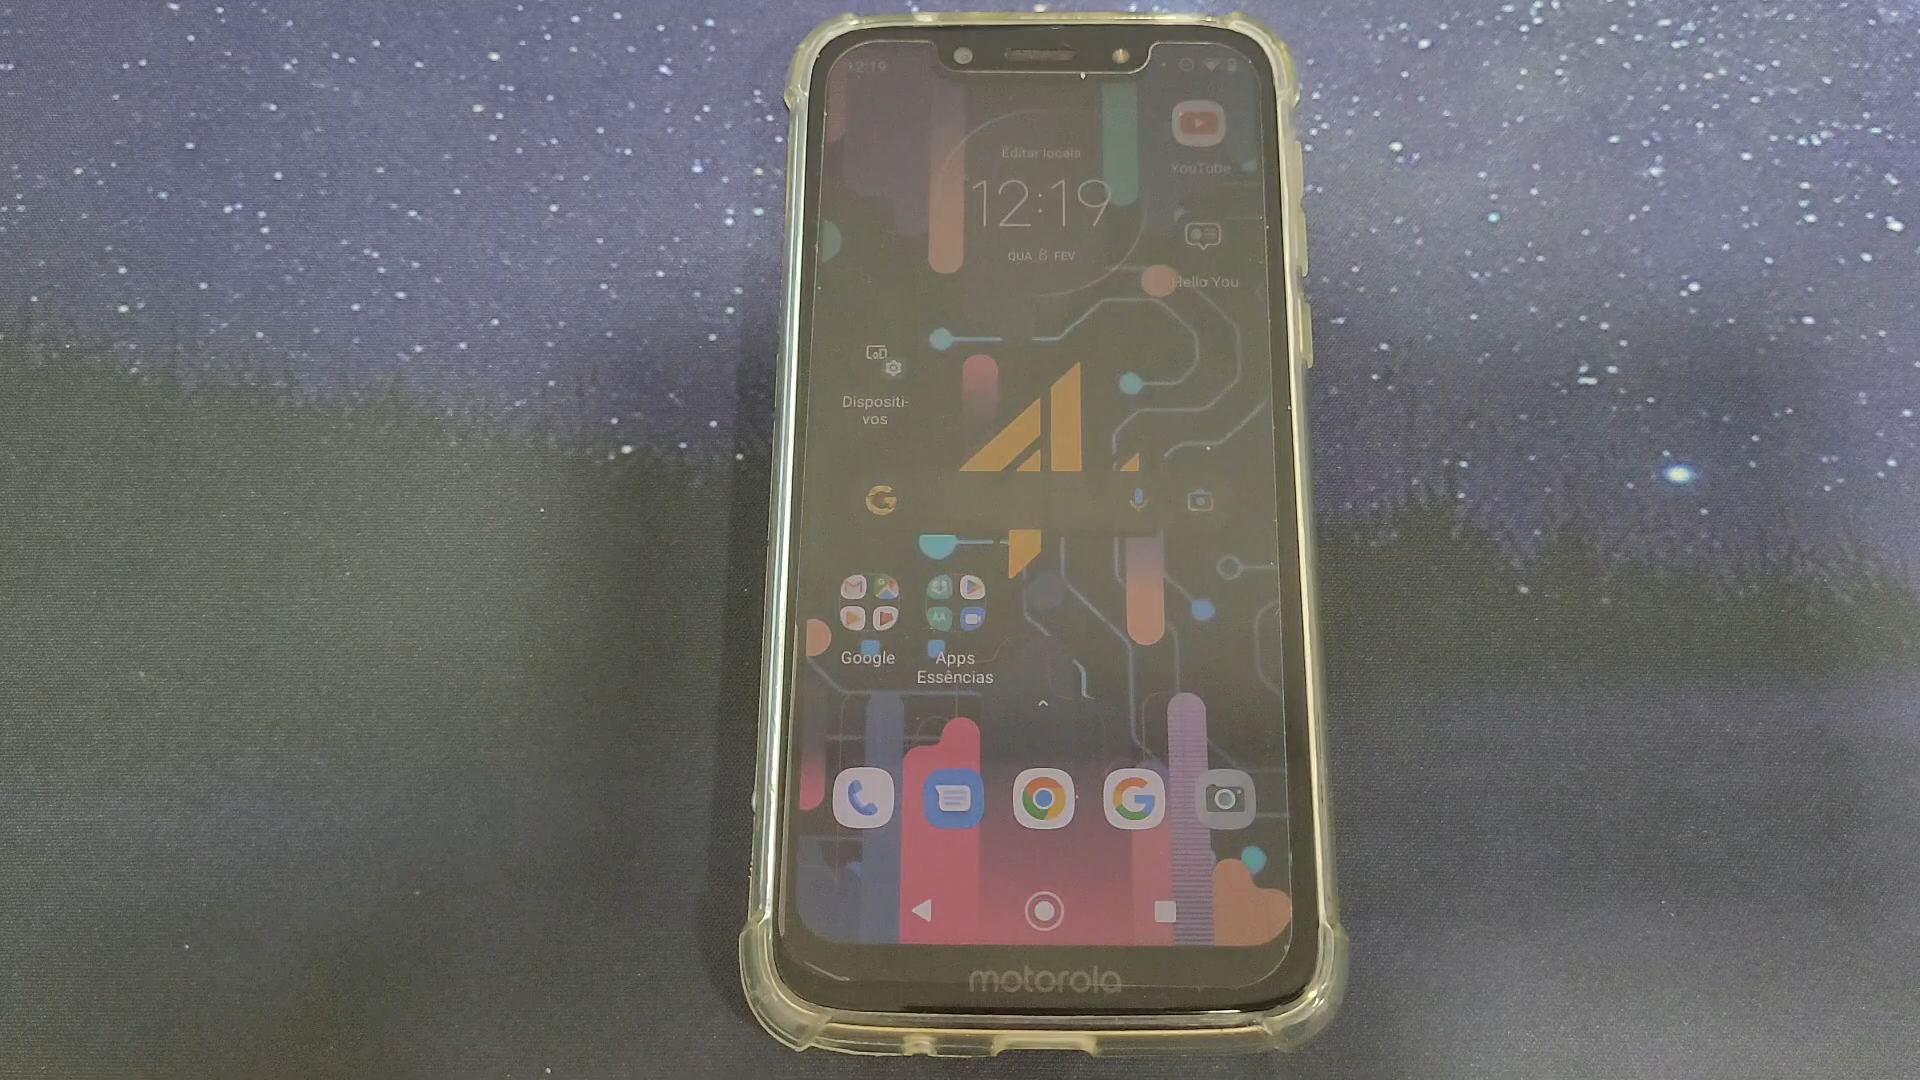 12:19
Editar locais
12:19
QUA 8 FEV
YouTube
Hello You
Dispositi-
vos
Google
Apps
Essências
motorola